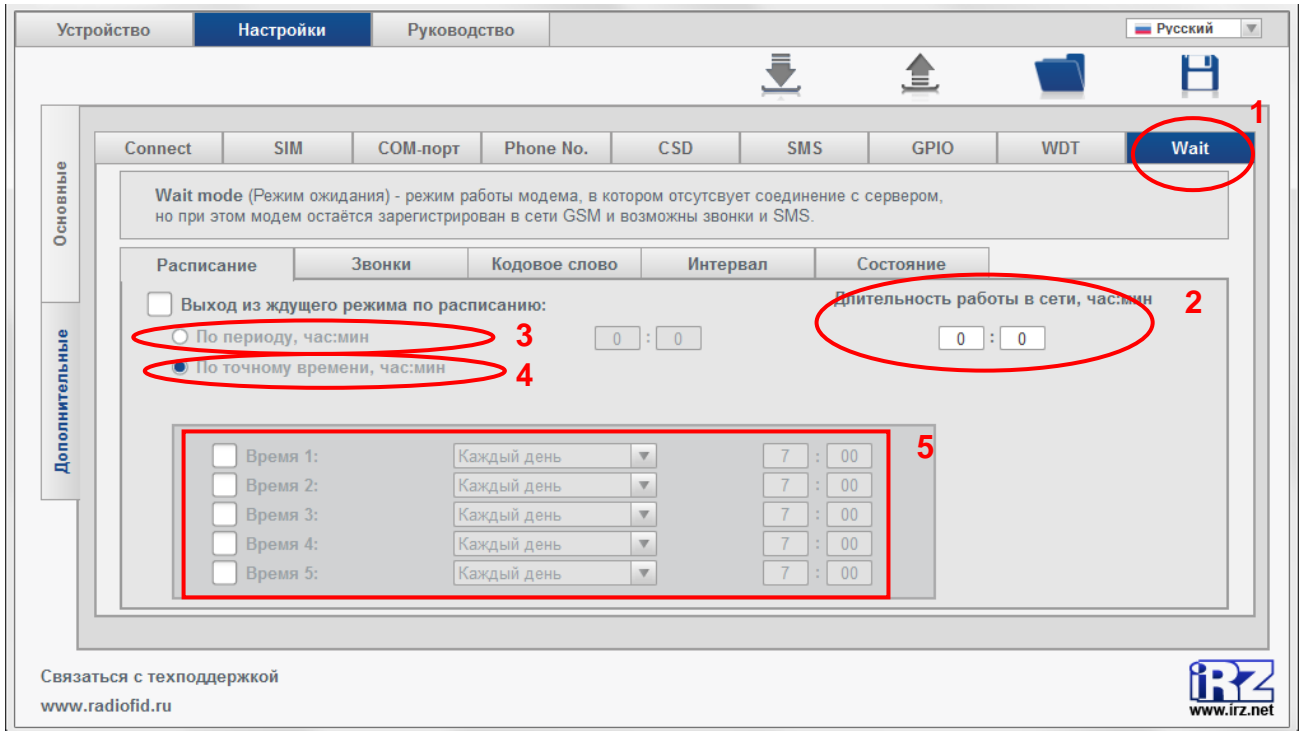 Устройство Настройки Руководство Русский
1
Connect SIM COM-порт Phone No. CSD SMS GPIO WDT Wait
Основные
Дополнительные
Wait mode (Режим ожидания) - режим работы модема, в котором отсутсвует соединение с сервером,
но при этом модем остаётся зарегистрирован в сети GSM и возможны звонки и SMS.
Расписание Звонки Кодовое слово Интервал Состояние
Выход из ждущего режима по расписанию: Длительность работы в сети, час:мин 2
По периоду, час:мин 3 0 : 0 0 : 0
По точному времени, час:мин 4
5
Время 1: Каждый день 7 : 00
Время 2: Каждый день 7 : 00
Время 3: Каждый день 7 : 00
Время 4: Каждый день 7 : 00
Время 5: Каждый день 7 : 00
Связаться с техподдержкой
www.radiofid.ru
iRZ
www.irz.net